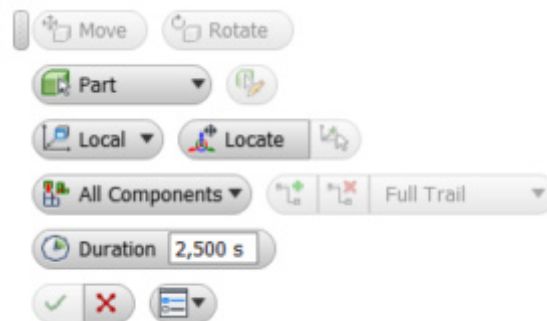 Move Rotate
Part
Local Locate
All Components Full Trail
Duration 2,500 s